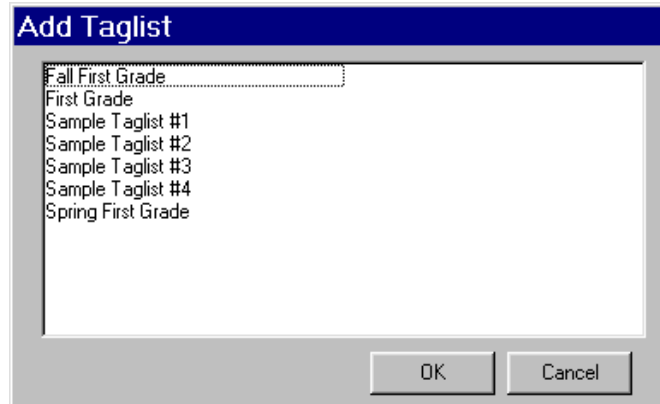 Add Taglist
Fall First Grade
First Grade
Sample Taglist #1
Sample Taglist #2
Sample Taglist #3
Sample Taglist #4
Spring First Grade
OK
Cancel